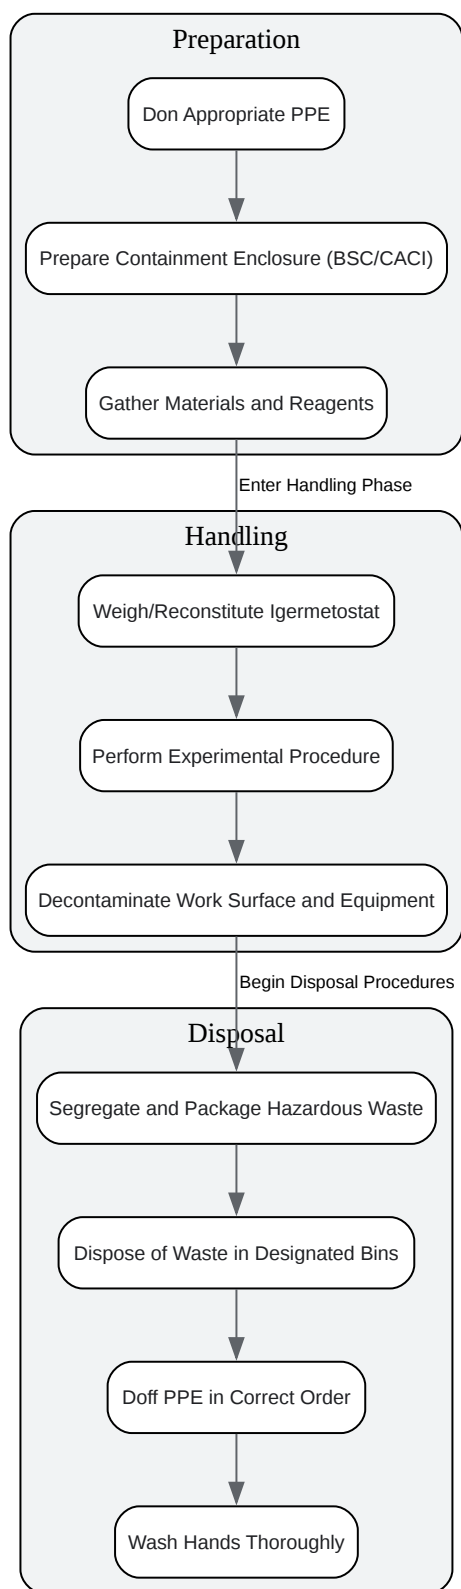 Preparation
Don Appropriate PPE
Prepare Containment Enclosure (BSC/CACI)
Gather Materials and Reagents
Enter Handling Phase
Handling
Weigh/Reconstitute Igermetostat
Perform Experimental Procedure
Decontaminate Work Surface and Equipment
Begin Disposal Procedures
Disposal
Segregate and Package Hazardous Waste
Dispose of Waste in Designated Bins
Doff PPE in Correct Order
Wash Hands Thoroughly